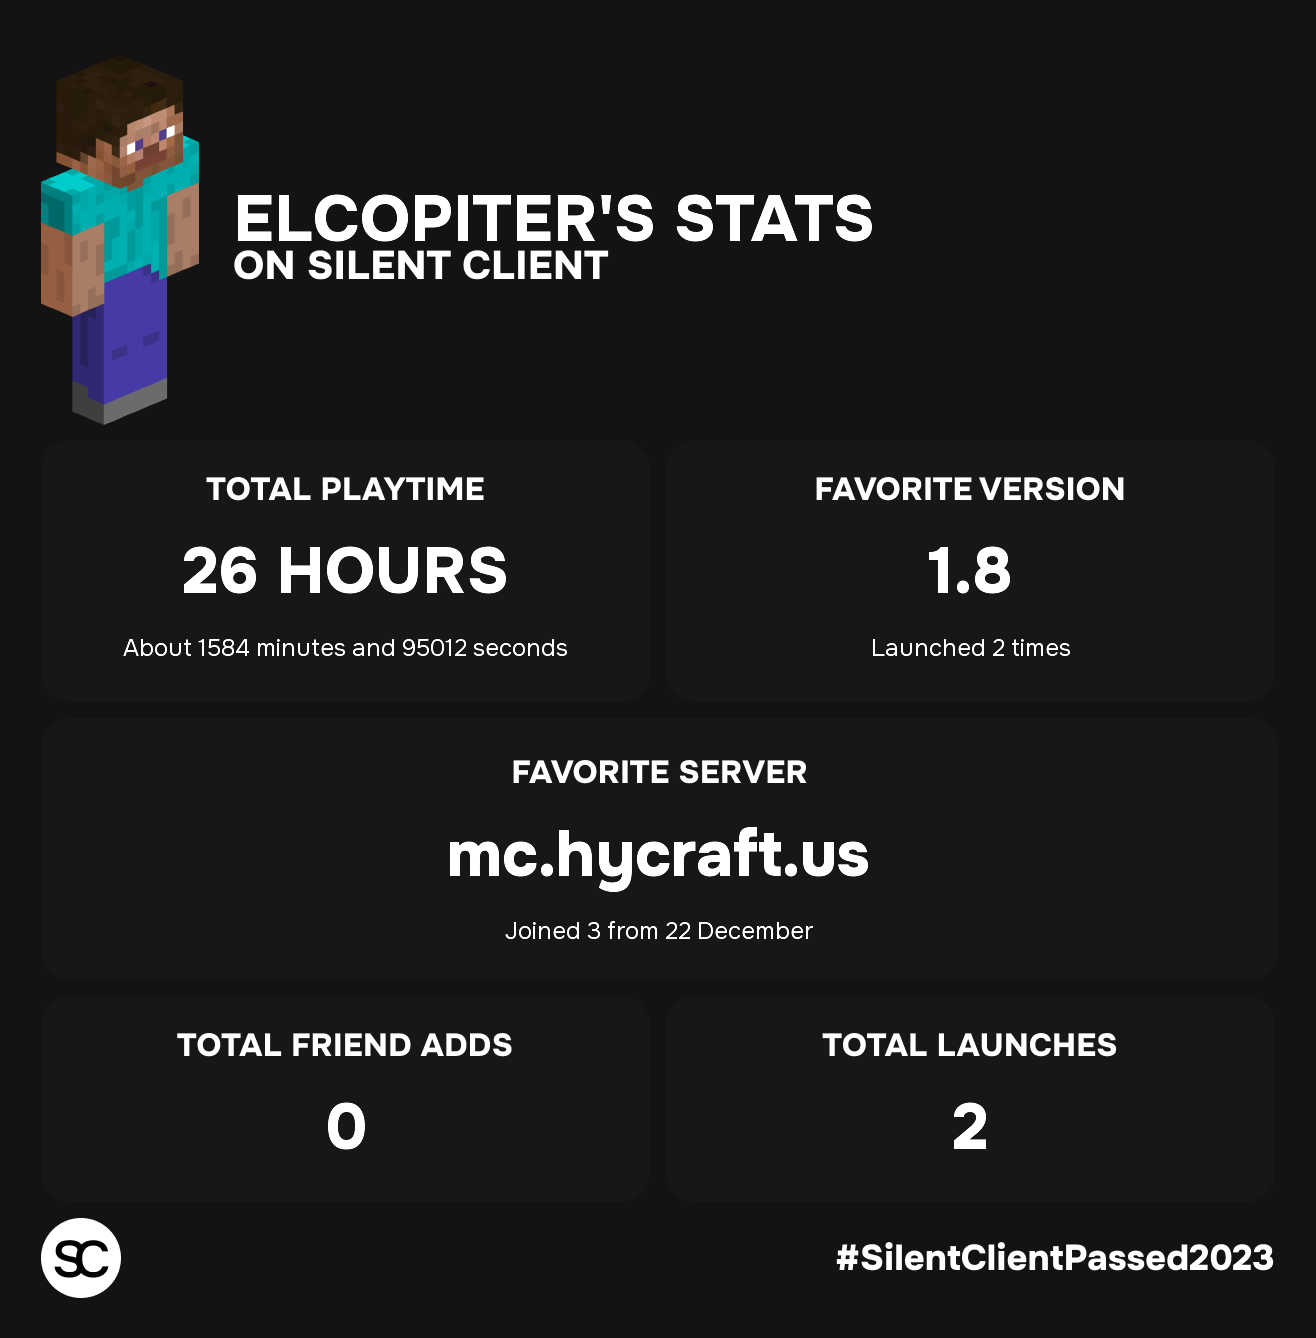 ELCOPITER'S STATS
ON SILENT CLIENT
TOTAL PLAYTIME
26 HOURS
About 1584 minutes and 95012 seconds
FAVORITE VERSION
1.8
Launched 2 times
FAVORITE SERVER
mc.hycraft.us
Joined 3 from 22 December
TOTAL FRIEND ADDS
0
TOTAL LAUNCHES
2
SC
#SilentClientPassed2023